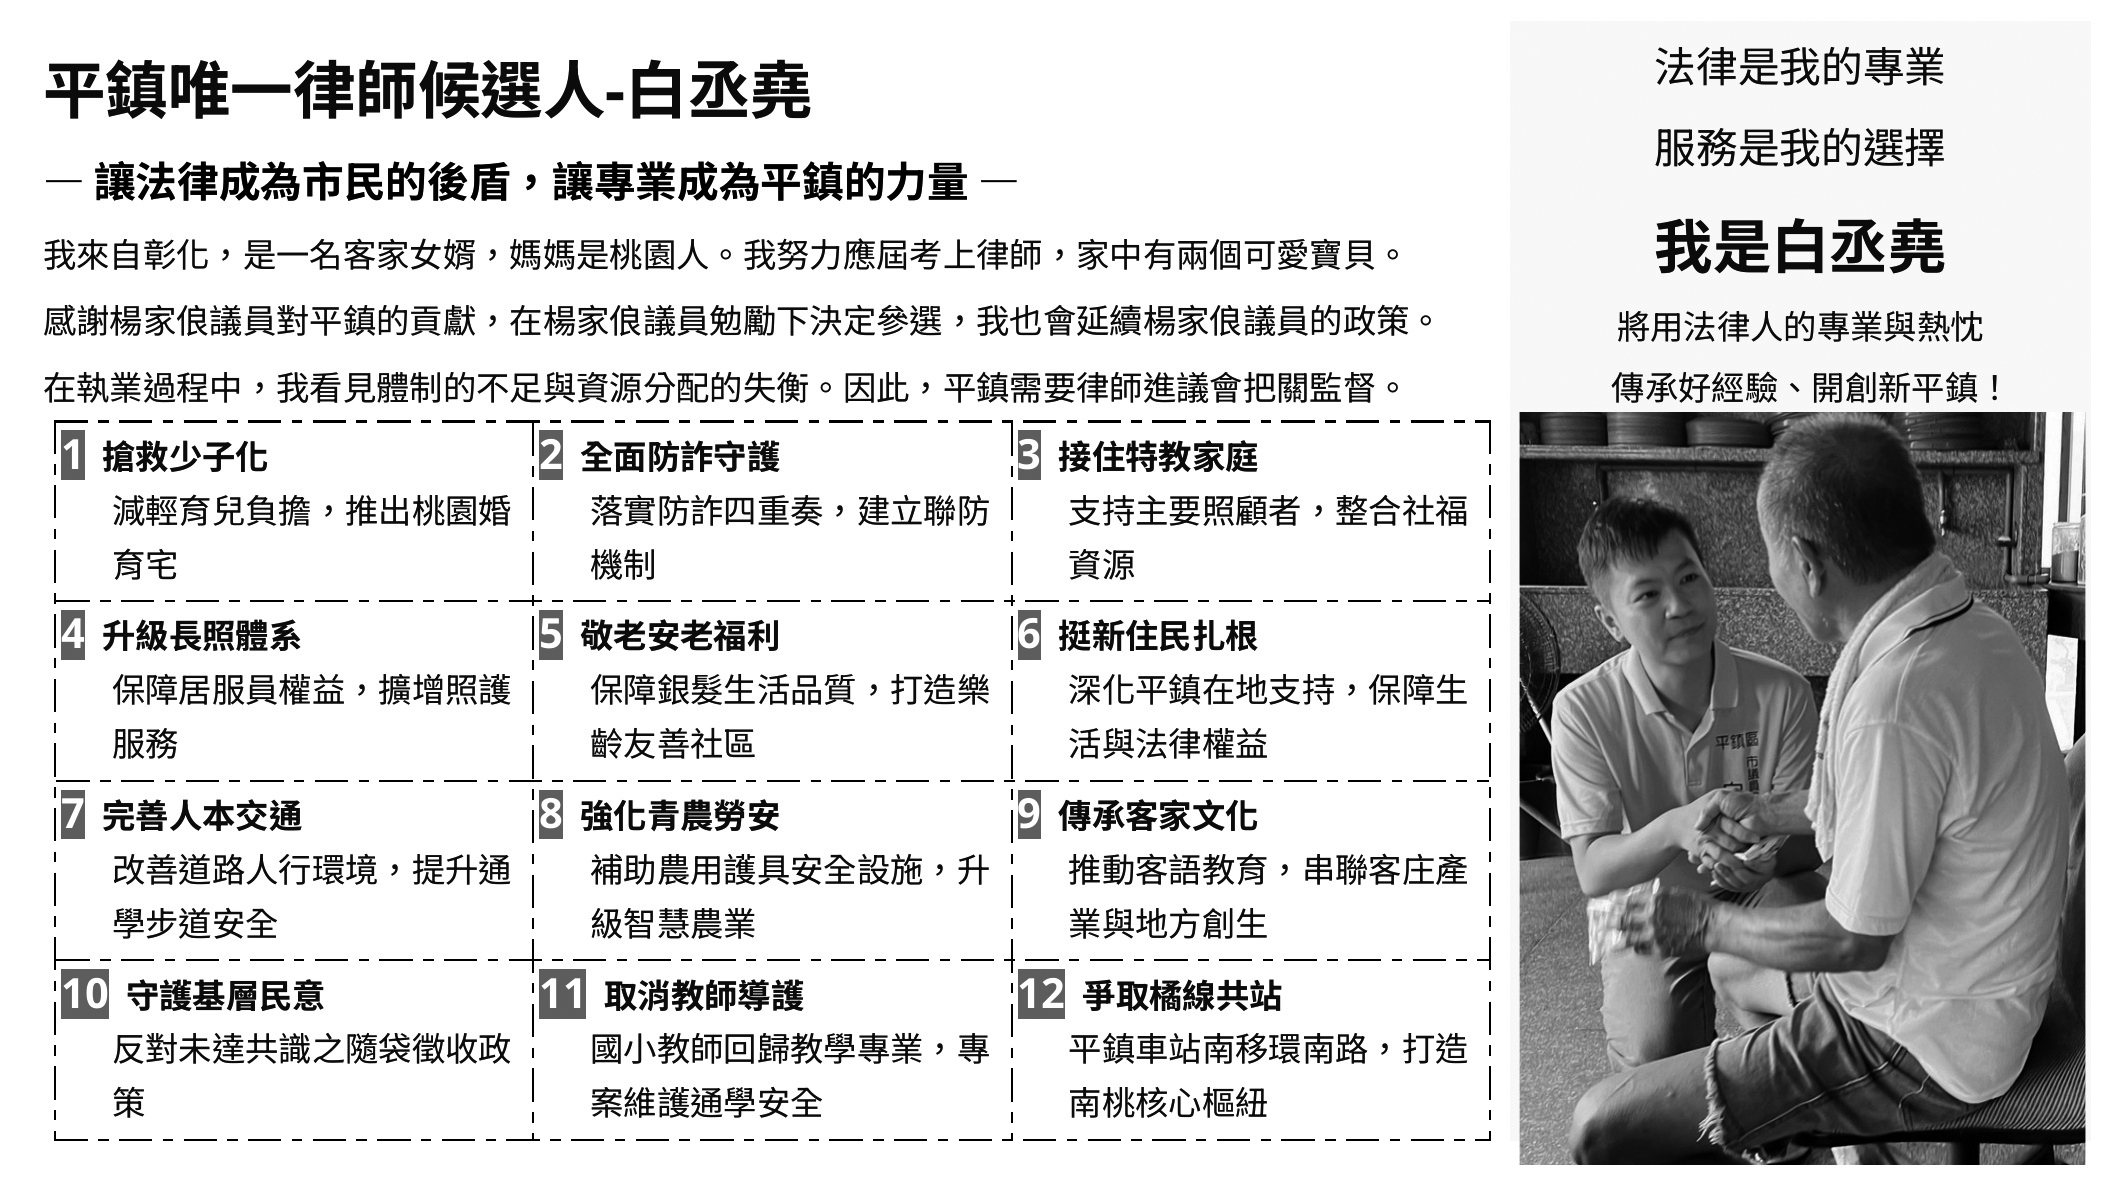 平鎮唯一律師候選人-白丞堯
— 讓法律成為市民的後盾，讓專業成為平鎮的力量 —
我來自彰化，是一名客家女婿，媽媽是桃園人。我努力應屆考上律師，家中有兩個可愛寶貝。
感謝楊家俍議員對平鎮的貢獻，在楊家俍議員勉勵下決定參選，我也會延續楊家俍議員的政策。
在執業過程中，我看見體制的不足與資源分配的失衡。因此，平鎮需要律師進議會把關監督。
1 搶救少子化
減輕育兒負擔，推出桃園婚
育宅
2 全面防詐守護
落實防詐四重奏，建立聯防
機制
3 接住特教家庭
支持主要照顧者，整合社福
資源
4 升級長照體系
保障居服員權益，擴增照護
服務
5 敬老安老福利
保障銀髮生活品質，打造樂
齡友善社區
6 挺新住民扎根
深化平鎮在地支持，保障生
活與法律權益
7 完善人本交通
改善道路人行環境，提升通
學步道安全
8 強化青農勞安
補助農用護具安全設施，升
級智慧農業
9 傳承客家文化
推動客語教育，串聯客庄產
業與地方創生
10 守護基層民意
反對未達共識之隨袋徵收政
策
11 取消教師導護
國小教師回歸教學專業，專
案維護通學安全
12 爭取橘線共站
平鎮車站南移環南路，打造
南桃核心樞紐
法律是我的專業
服務是我的選擇
我是白丞堯
將用法律人的專業與熱忱
傳承好經驗、開創新平鎮！
平鎮區
市議員